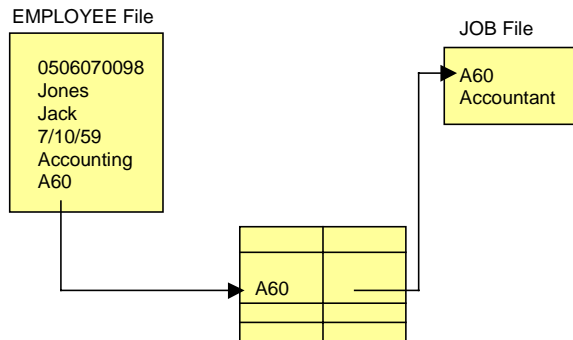 EMPLOYEE File
0506070098
Jones
Jack
7/10/59
Accounting
A60
JOB File
A60
Accountant
A60